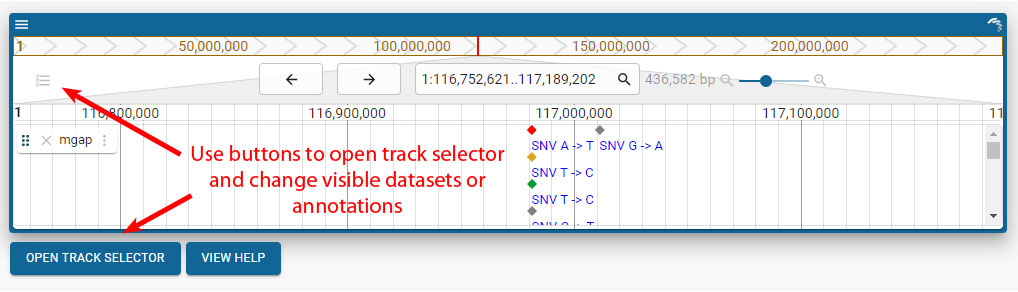 1 50,000,000 100,000,000 150,000,000 200,000,000
1:116,752,621..117,189,202 436,582 bp
1 116,800,000 116,900,000 117,000,000 117,100,000 11
mgap
SNV A -> T SNV G -> A
SNV T -> C
SNV T -> C
Use buttons to open track selector
and change visible datasets or
annotations
OPEN TRACK SELECTOR VIEW HELP